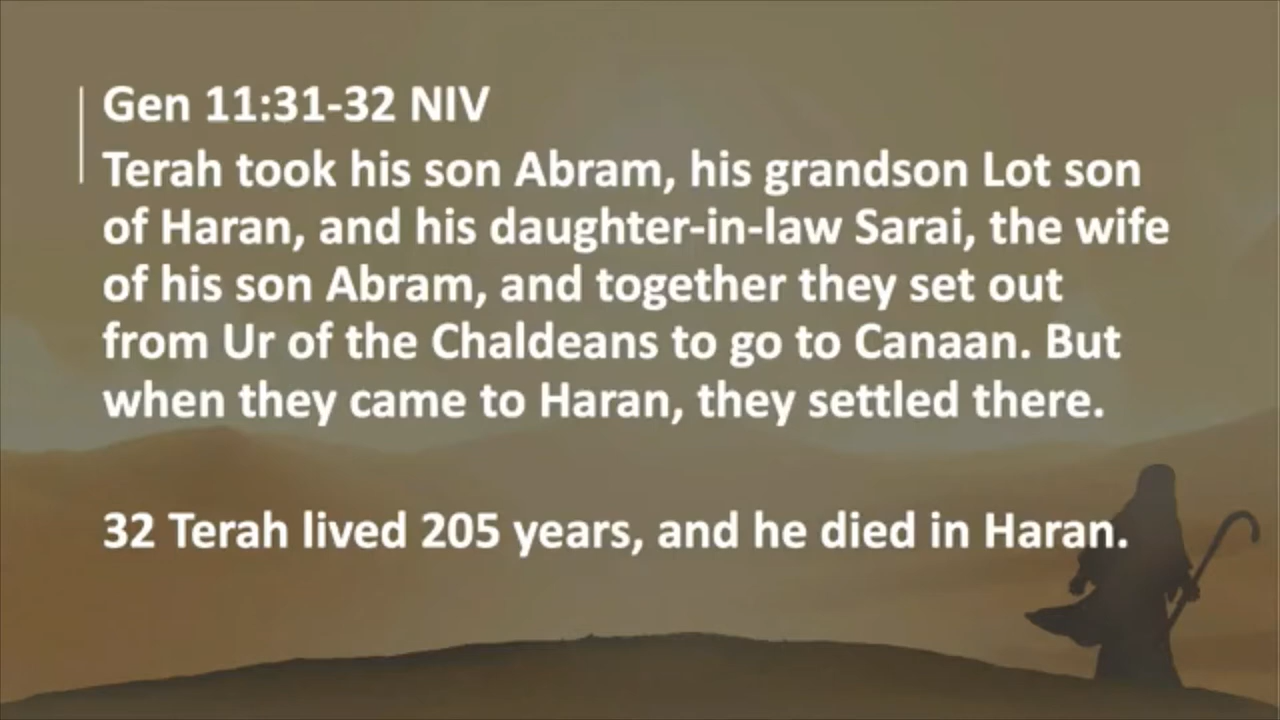 Gen 11:31-32 NIV
Terah took his son Abram, his grandson Lot son
of Haran, and his daughter-in-law Sarai, the wife
of his son Abram, and together they set out
from Ur of the Chaldeans to go to Canaan. But
when they came to Haran, they settled there.
32 Terah lived 205 years, and he died in Haran.